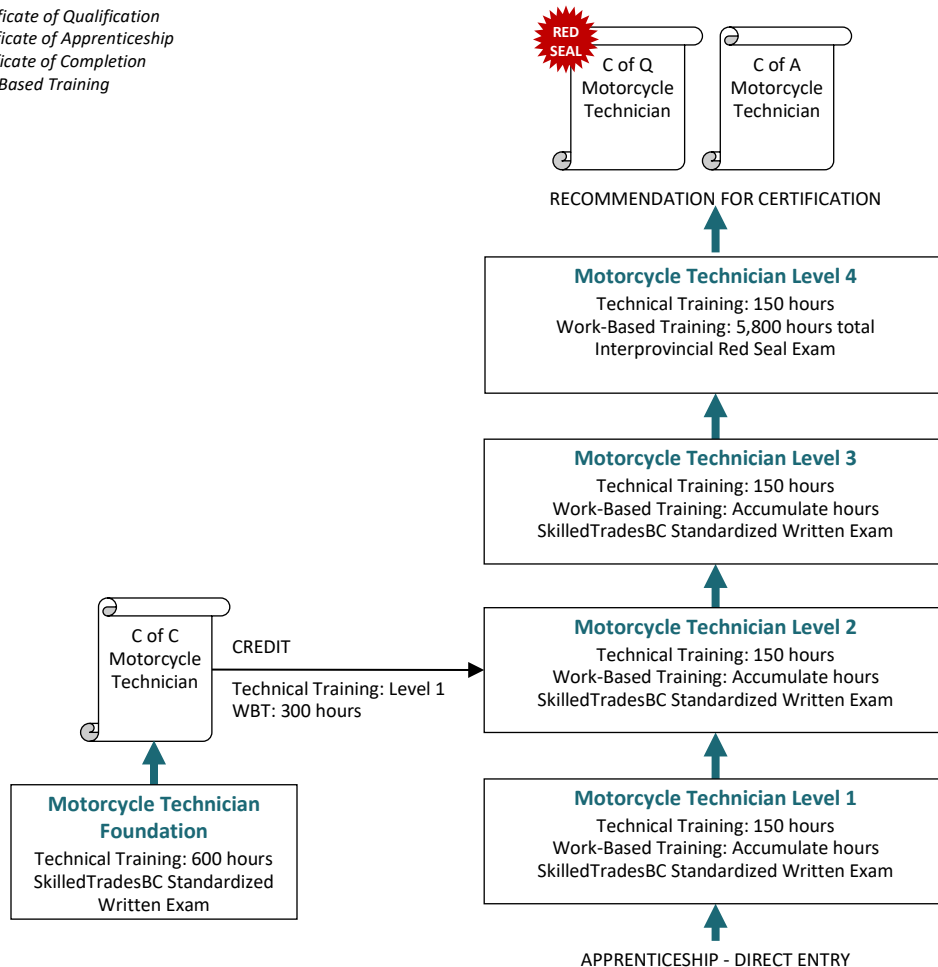 ficate of Qualification
ficate of Apprenticeship
ficate of Completion
Based Training
RED
SEAL
C of Q
Motorcycle
Technician
C of A
Motorcycle
Technician
RECOMMENDATION FOR CERTIFICATION
Motorcycle Technician Level 4
Technical Training: 150 hours
Work-Based Training: 5,800 hours total
Interprovincial Red Seal Exam
Motorcycle Technician Level 3
Technical Training: 150 hours
Work-Based Training: Accumulate hours
SkilledTradesBC Standardized Written Exam
C of C
Motorcycle
Technician
CREDIT
Technical Training: Level 1
WBT: 300 hours
Motorcycle Technician Level 2
Technical Training: 150 hours
Work-Based Training: Accumulate hours
SkilledTradesBC Standardized Written Exam
Motorcycle Technician
Foundation
Technical Training: 600 hours
SkilledTradesBC Standardized
Written Exam
Motorcycle Technician Level 1
Technical Training: 150 hours
Work-Based Training: Accumulate hours
SkilledTradesBC Standardized Written Exam
APPRENTICESHIP - DIRECT ENTRY